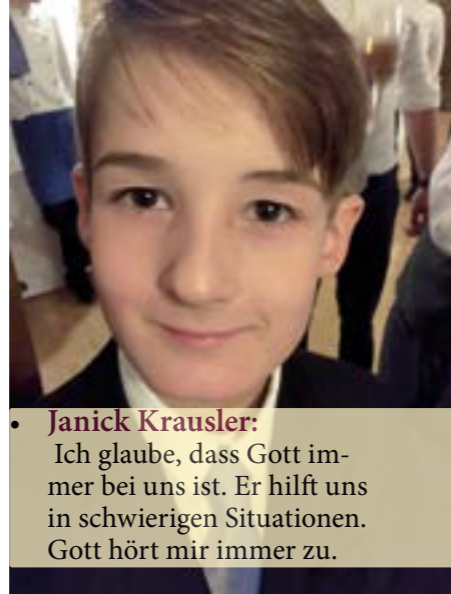 • Janick Krausler:
Ich glaube, dass Gott im-
mer bei uns ist. Er hilft uns
in schwierigen Situationen.
Gott hört mir immer zu.